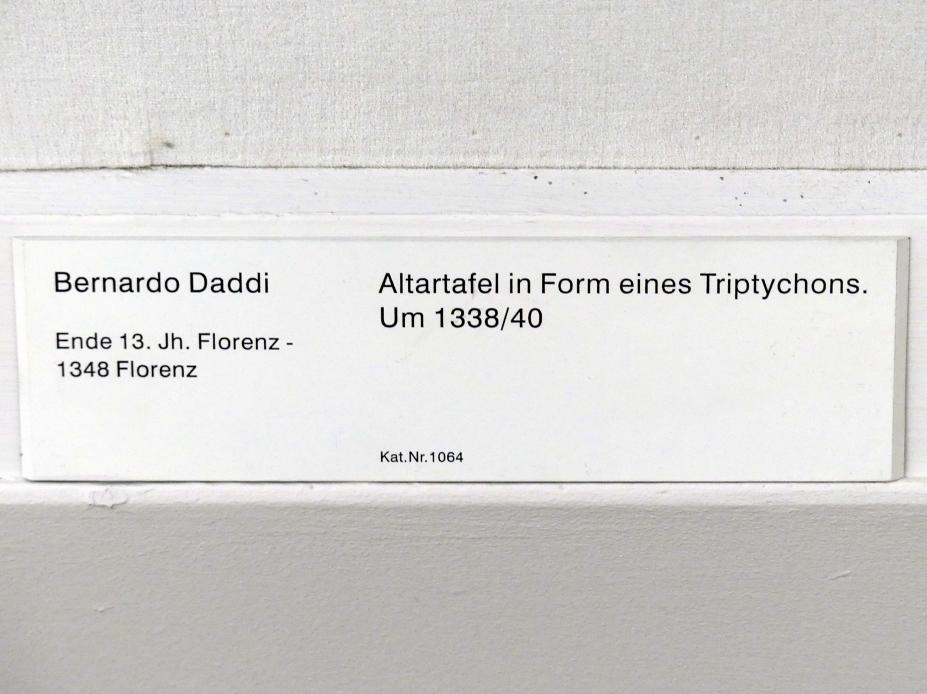 Bernardo Daddi
Ende 13. Jh. Florenz -
1348 Florenz
Altartafel in Form eines Triptychons.
Um 1338/40
Kat.Nr.1064